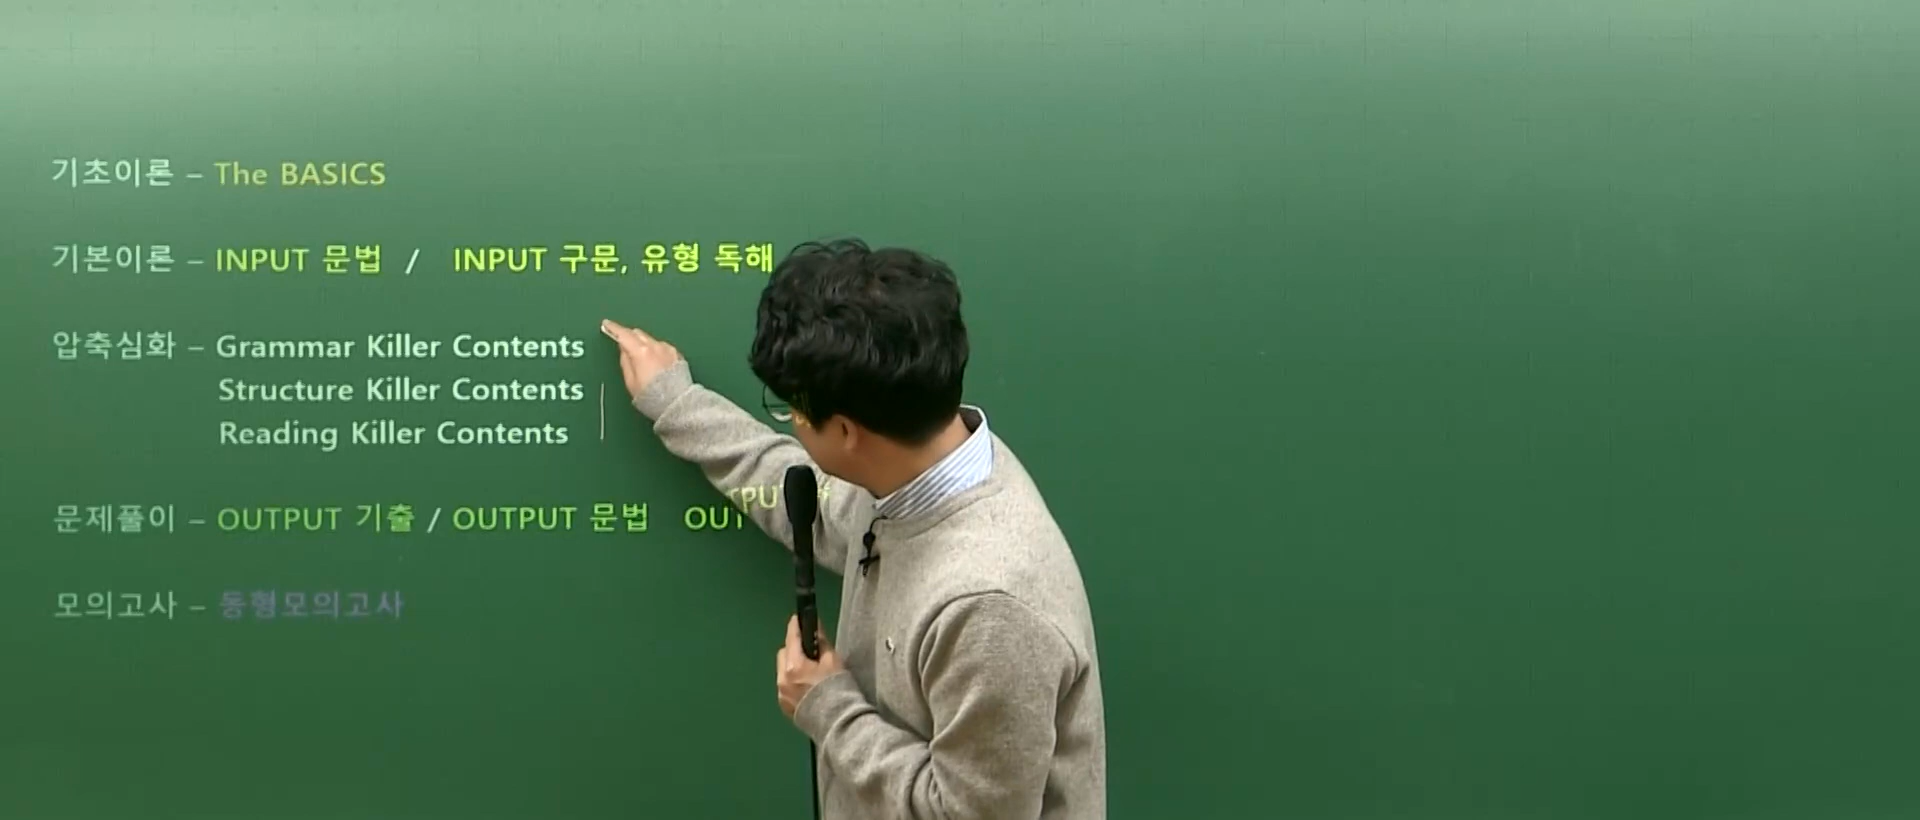 기초이론 – The BASICS
기본이론 – INPUT 문법 / INPUT 구문, 유형 독해
압축심화 – Grammar Killer Contents
Structure Killer Contents
Reading Killer Contents
문제풀이 – OUTPUT 기출 / OUTPUT 문법
모의고사 – 동형모의고사